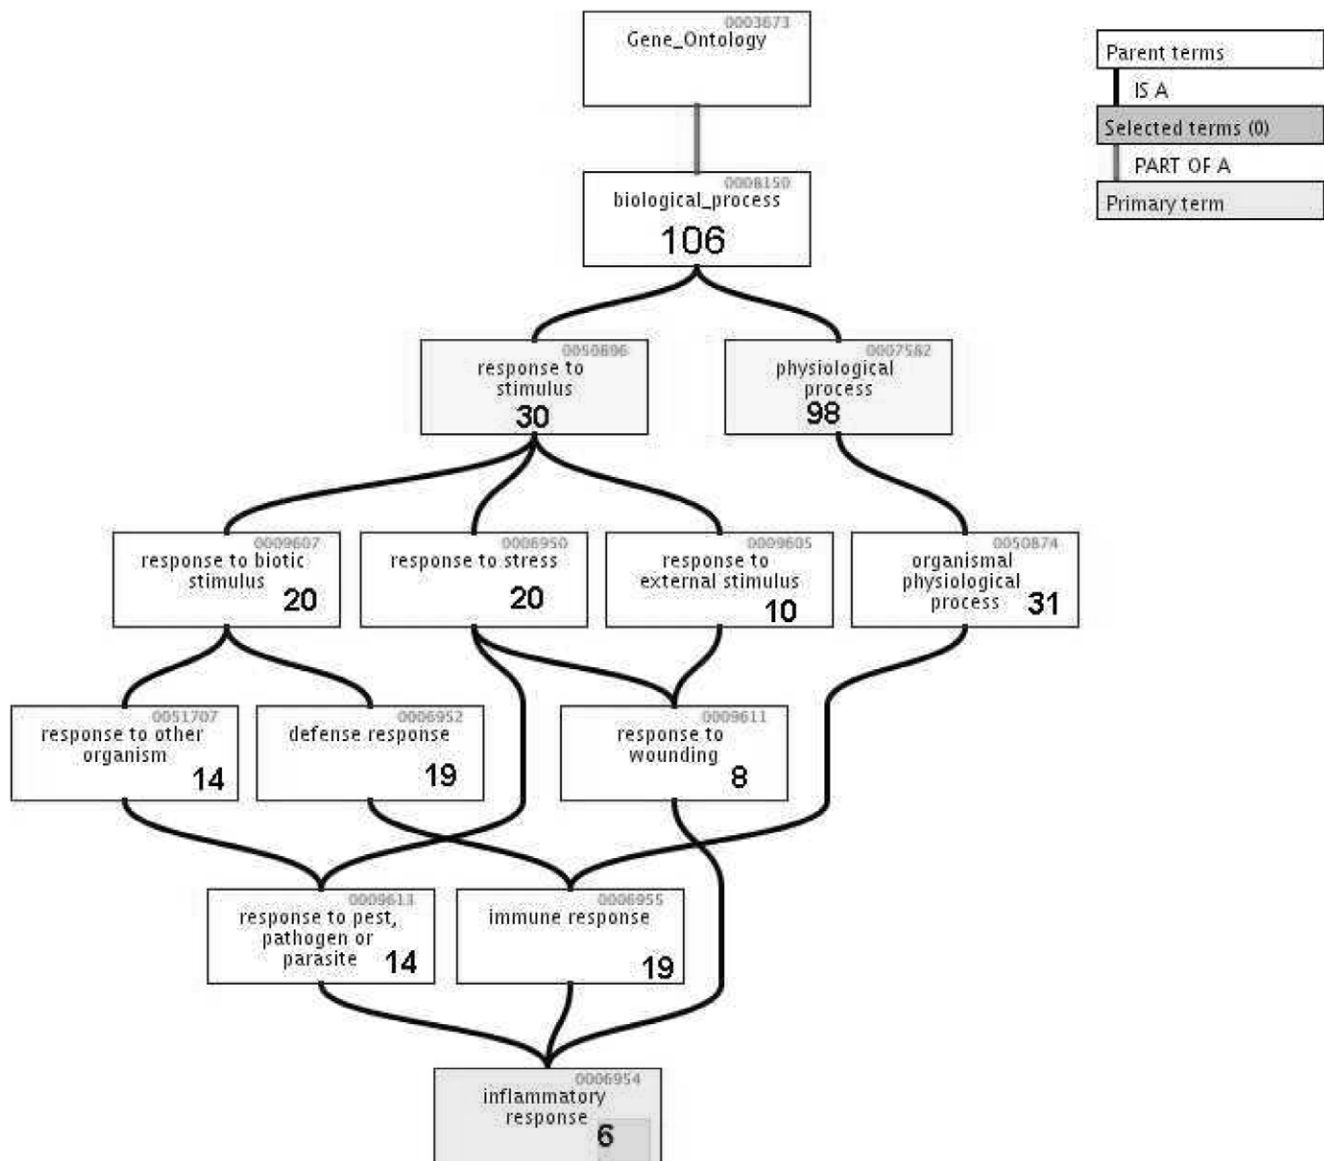 0003673
Gene_Ontology
Parent terms
IS A
Selected terms (0)
PART OF A
Primary term
0008150
biological_process
106
0050896
response to
stimulus
30
0007582
physiological
process
98
0009607
response to biotic
stimulus
20
0006950
response to stress
20
0009605
response to
external stimulus
10
0050874
organismal
physiological
process
31
0051707
response to other
organism
14
0006952
defense response
19
0009611
response to
wounding
8
0009613
response to pest,
pathogen or
parasite
14
0006955
immune response
19
0006954
inflammatory
response
6